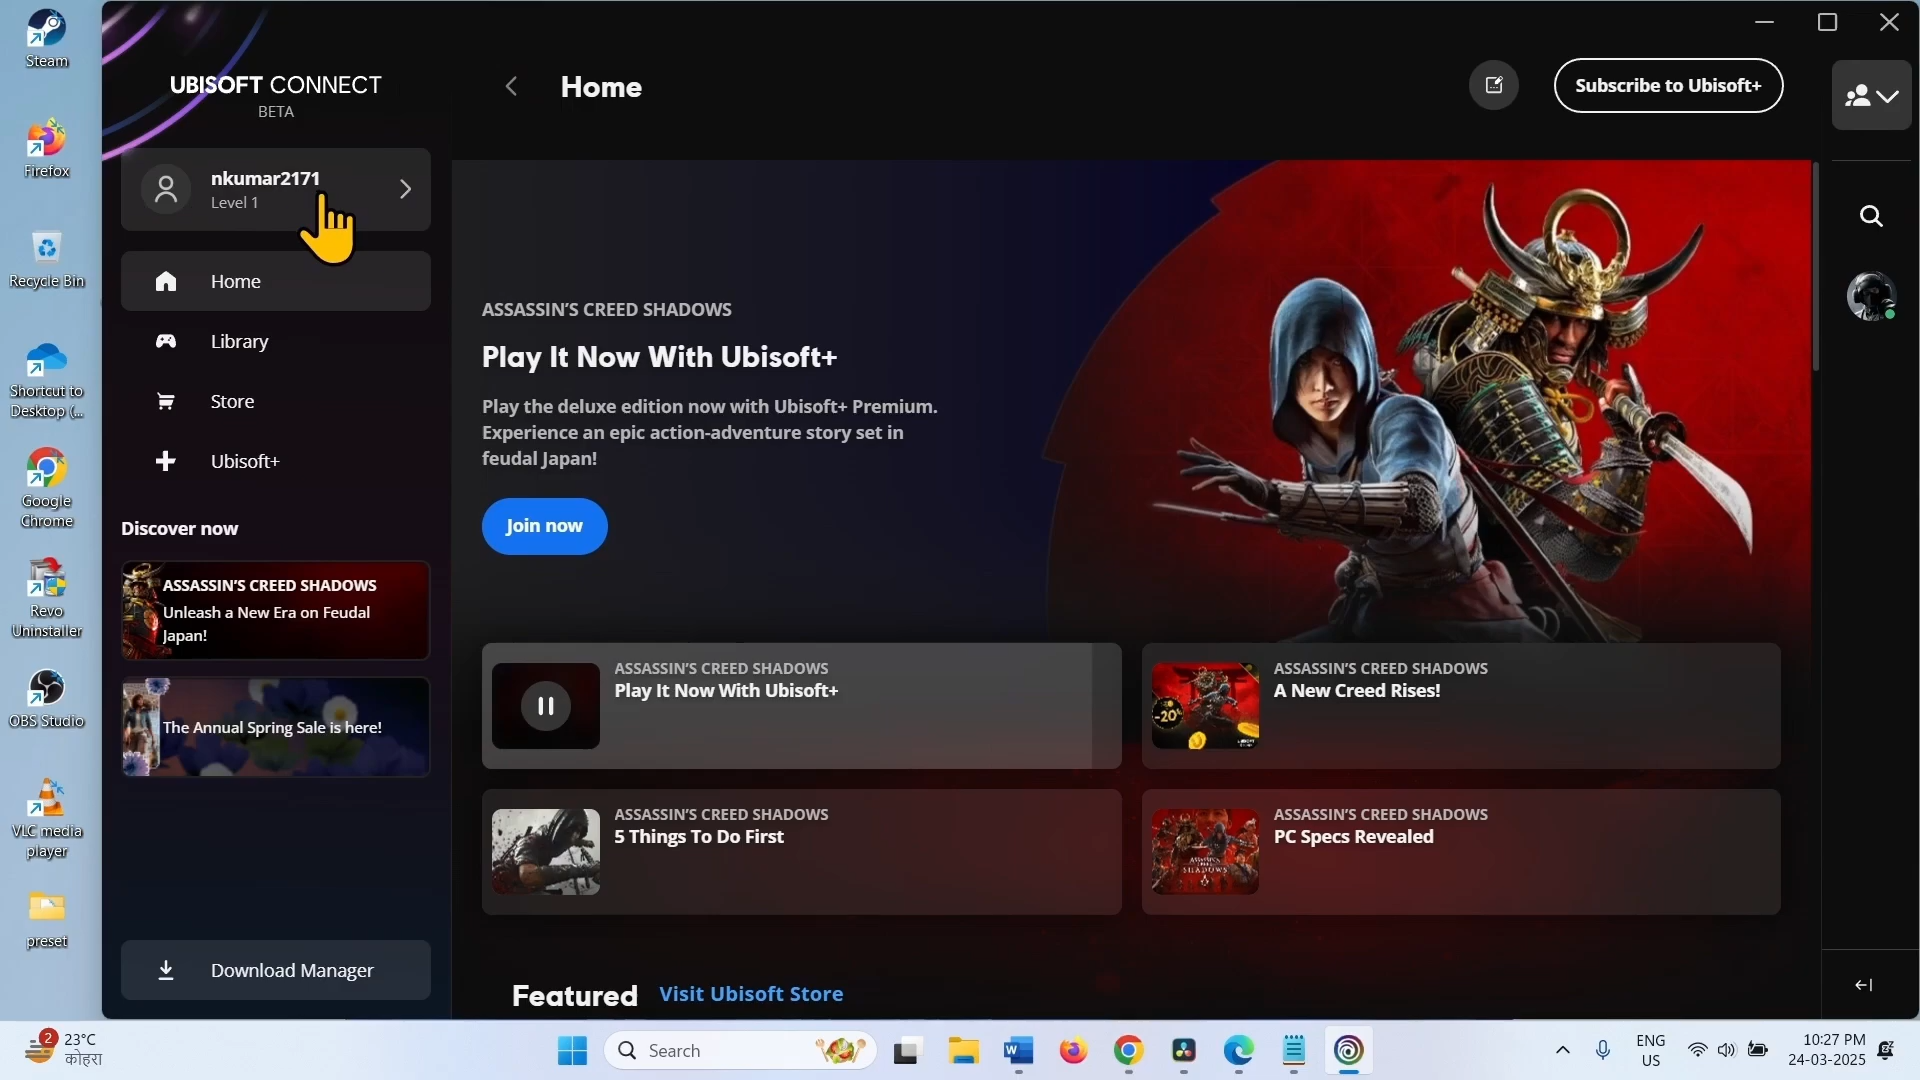 Steam
Firefox
Recycle Bin
Shortcut to
Desktop (...
Google
Chrome
Revo
Uninstaller
OBS Studio
VLC media
player
preset
UBISOFT CONNECT
BETA
nkumar2171
Level 1
Home
Library
Store
Ubisoft+
Discover now
ASSASSIN'S CREED SHADOWS
Unleash a New Era on Feudal
Japan!
The Annual Spring Sale is here!
Download Manager
Home
Subscribe to Ubisoft+
ASSASSIN'S CREED SHADOWS
Play It Now With Ubisoft+
Play the deluxe edition now with Ubisoft+ Premium.
Experience an epic action-adventure story set in
feudal Japan!
Join now
ASSASSIN'S CREED SHADOWS
Play It Now With Ubisoft+
-20%
ASSASSIN'S CREED SHADOWS
A New Creed Rises!
ASSASSIN'S CREED SHADOWS
5 Things To Do First
SHADOWS
ASSASSIN'S CREED SHADOWS
PC Specs Revealed
Featured
Visit Ubisoft Store
2
23°C
कोहरा
Search
ENG
US
10:27 PM
24-03-2025